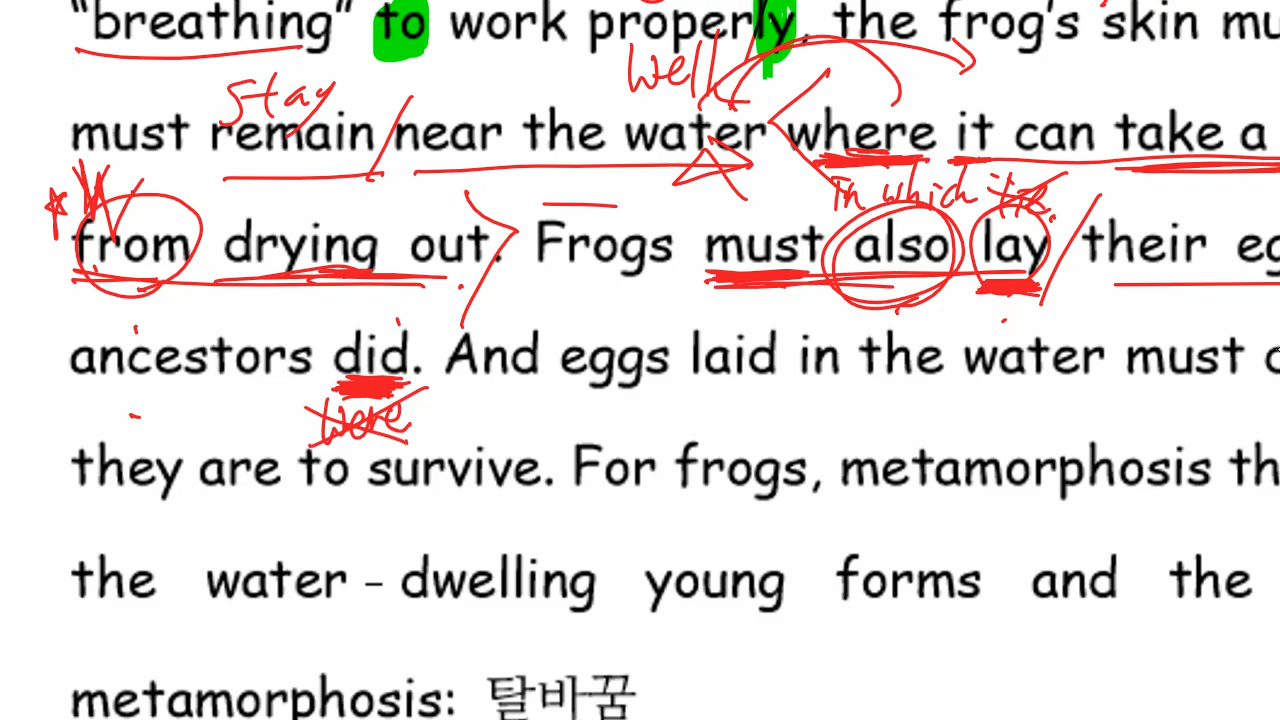 "breathing" to work properly, the frog's skin mu
well
stay
must remain near the water where it can take a
in which
from drying out. Frogs must also lay their eg
ancestors did. And eggs laid in the water must
were
they are to survive. For frogs, metamorphosis th
the water-dwelling young forms and the
metamorphosis: 탈바꿈